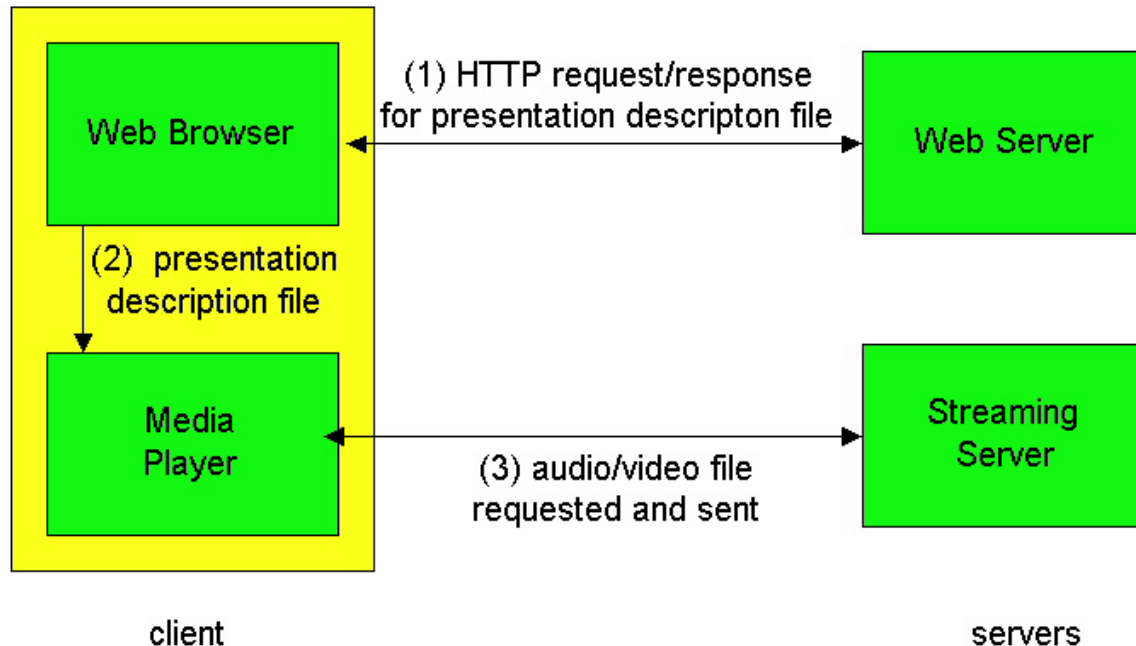 (1) HTTP request/response
for presentation descripton file
Web Browser
Web Server
(2) presentation
description file
Media
Player
Streaming
Server
(3) audio/video file
requested and sent
client
servers